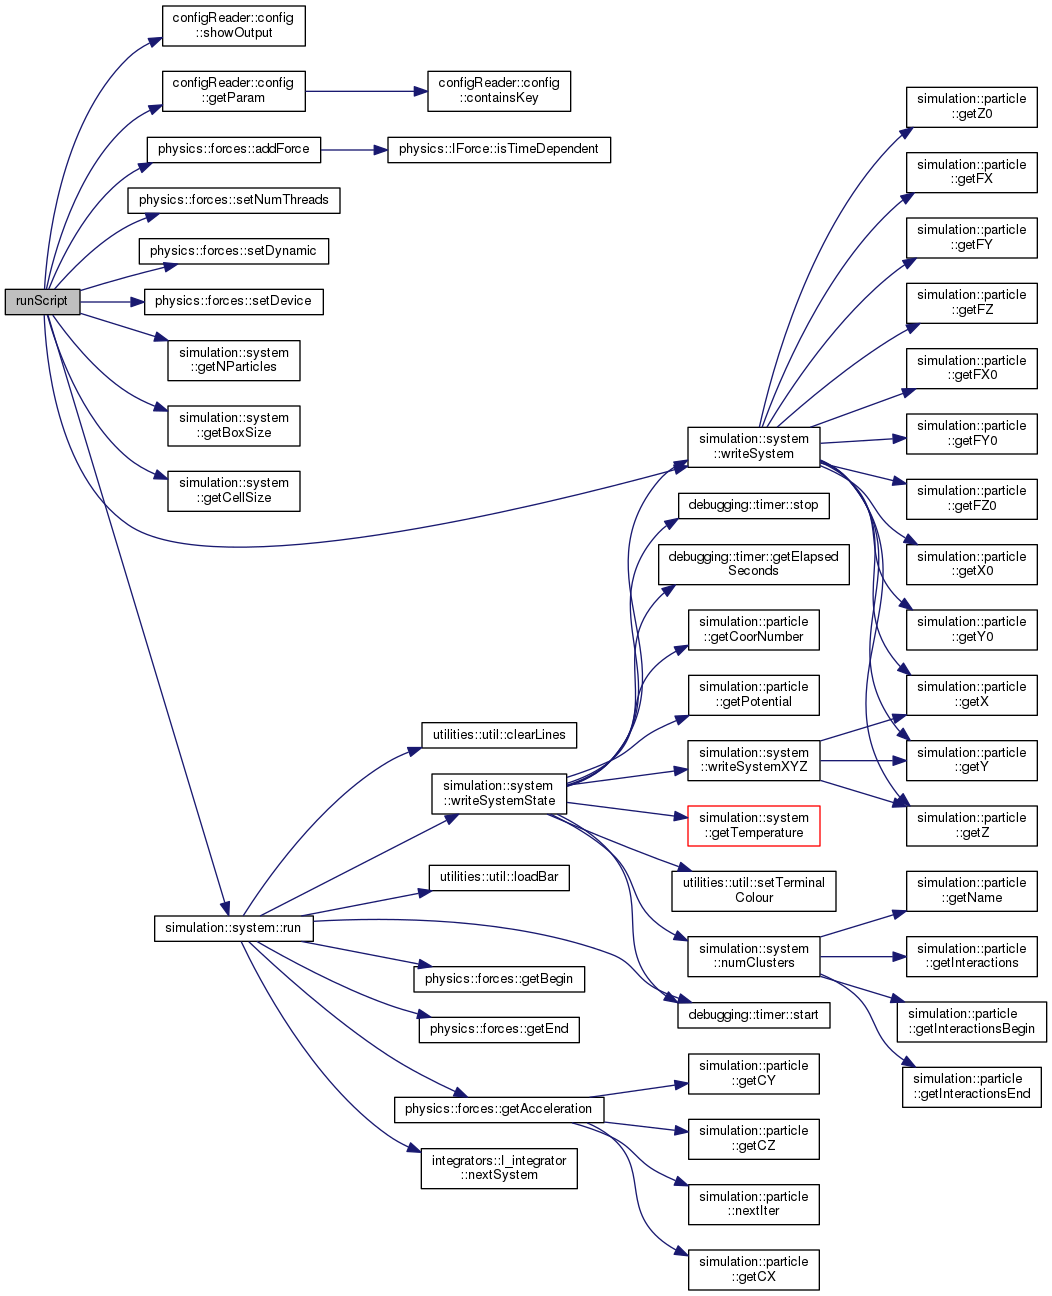 configReader::config
::showOutput
configReader::config
::getParam
configReader::config
::containsKey
physics::forces::addForce
physics::IForce::isTimeDependent
physics::forces::setNumThreads
physics::forces::setDynamic
runScript
physics::forces::setDevice
simulation::system
::getNParticles
simulation::system
::getBoxSize
simulation::system
::getCellSize
simulation::system::run
utilities::util::clearLines
simulation::system
::writeSystemState
utilities::util::loadBar
physics::forces::getBegin
physics::forces::getEnd
physics::forces::getAcceleration
integrators::I_integrator
::nextSystem
simulation::system
::writeSystem
debugging::timer::stop
debugging::timer::getElapsed
Seconds
simulation::particle
::getCoorNumber
simulation::particle
::getPotential
simulation::system
::writeSystemXYZ
simulation::system
::getTemperature
utilities::util::setTerminal
Colour
simulation::system
::numClusters
debugging::timer::start
simulation::particle
::getCY
simulation::particle
::getCZ
simulation::particle
::nextIter
simulation::particle
::getCX
simulation::particle
::getZ0
simulation::particle
::getFX
simulation::particle
::getFY
simulation::particle
::getFZ
simulation::particle
::getFX0
simulation::particle
::getFY0
simulation::particle
::getFZ0
simulation::particle
::getX0
simulation::particle
::getY0
simulation::particle
::getX
simulation::particle
::getY
simulation::particle
::getZ
simulation::particle
::getName
simulation::particle
::getInteractions
simulation::particle
::getInteractionsBegin
simulation::particle
::getInteractionsEnd